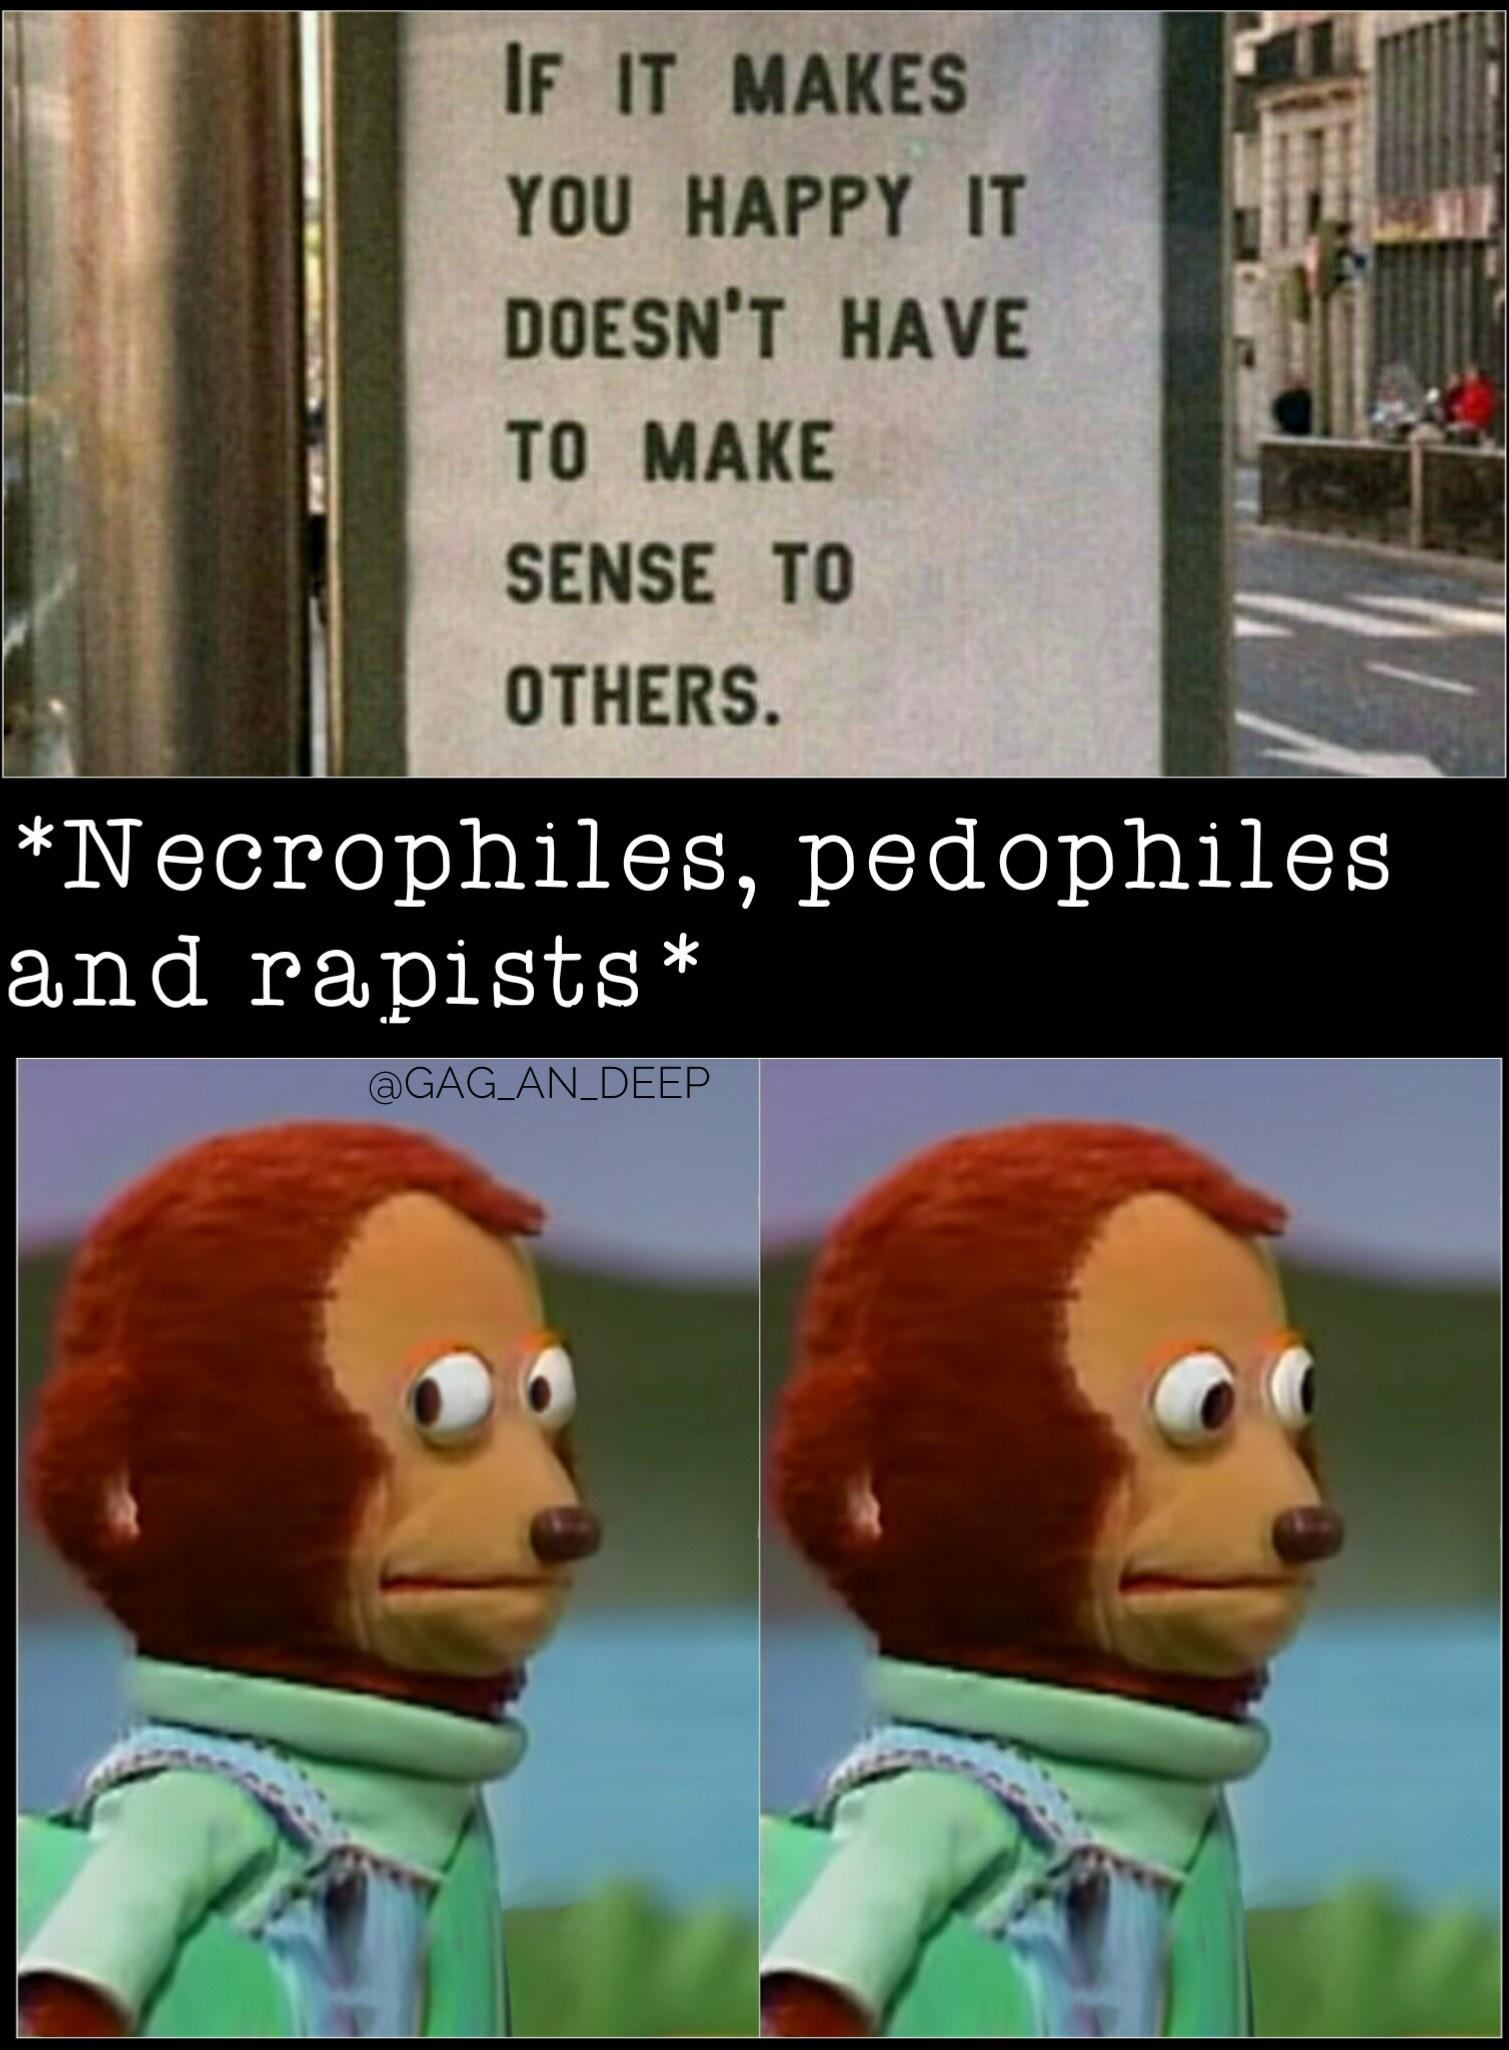 IF IT MAKES
YOU HAPPY IT
DOESN'T HAVE
TO MAKE
SENSE TO
OTHERS.
*Necrophiles, pedophiles
and rapists*
@GAG_AN_DEEP